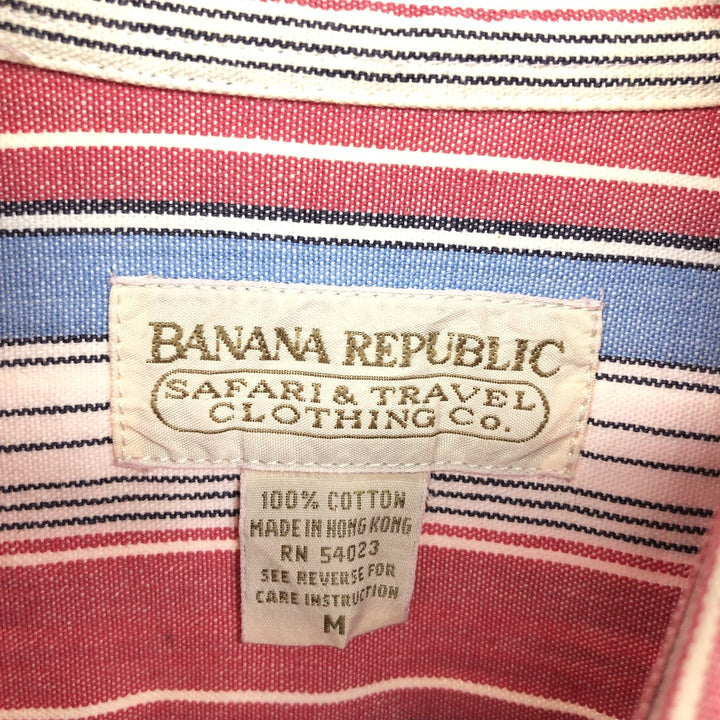 BANANA REPUBLIC
SAFARI & TRAVEL
CLOTHING Co.
100% COTTON
MADE IN HONG KONG
RN 54023
SEE REVERSE FOR
CARE INSTRUCTION
M